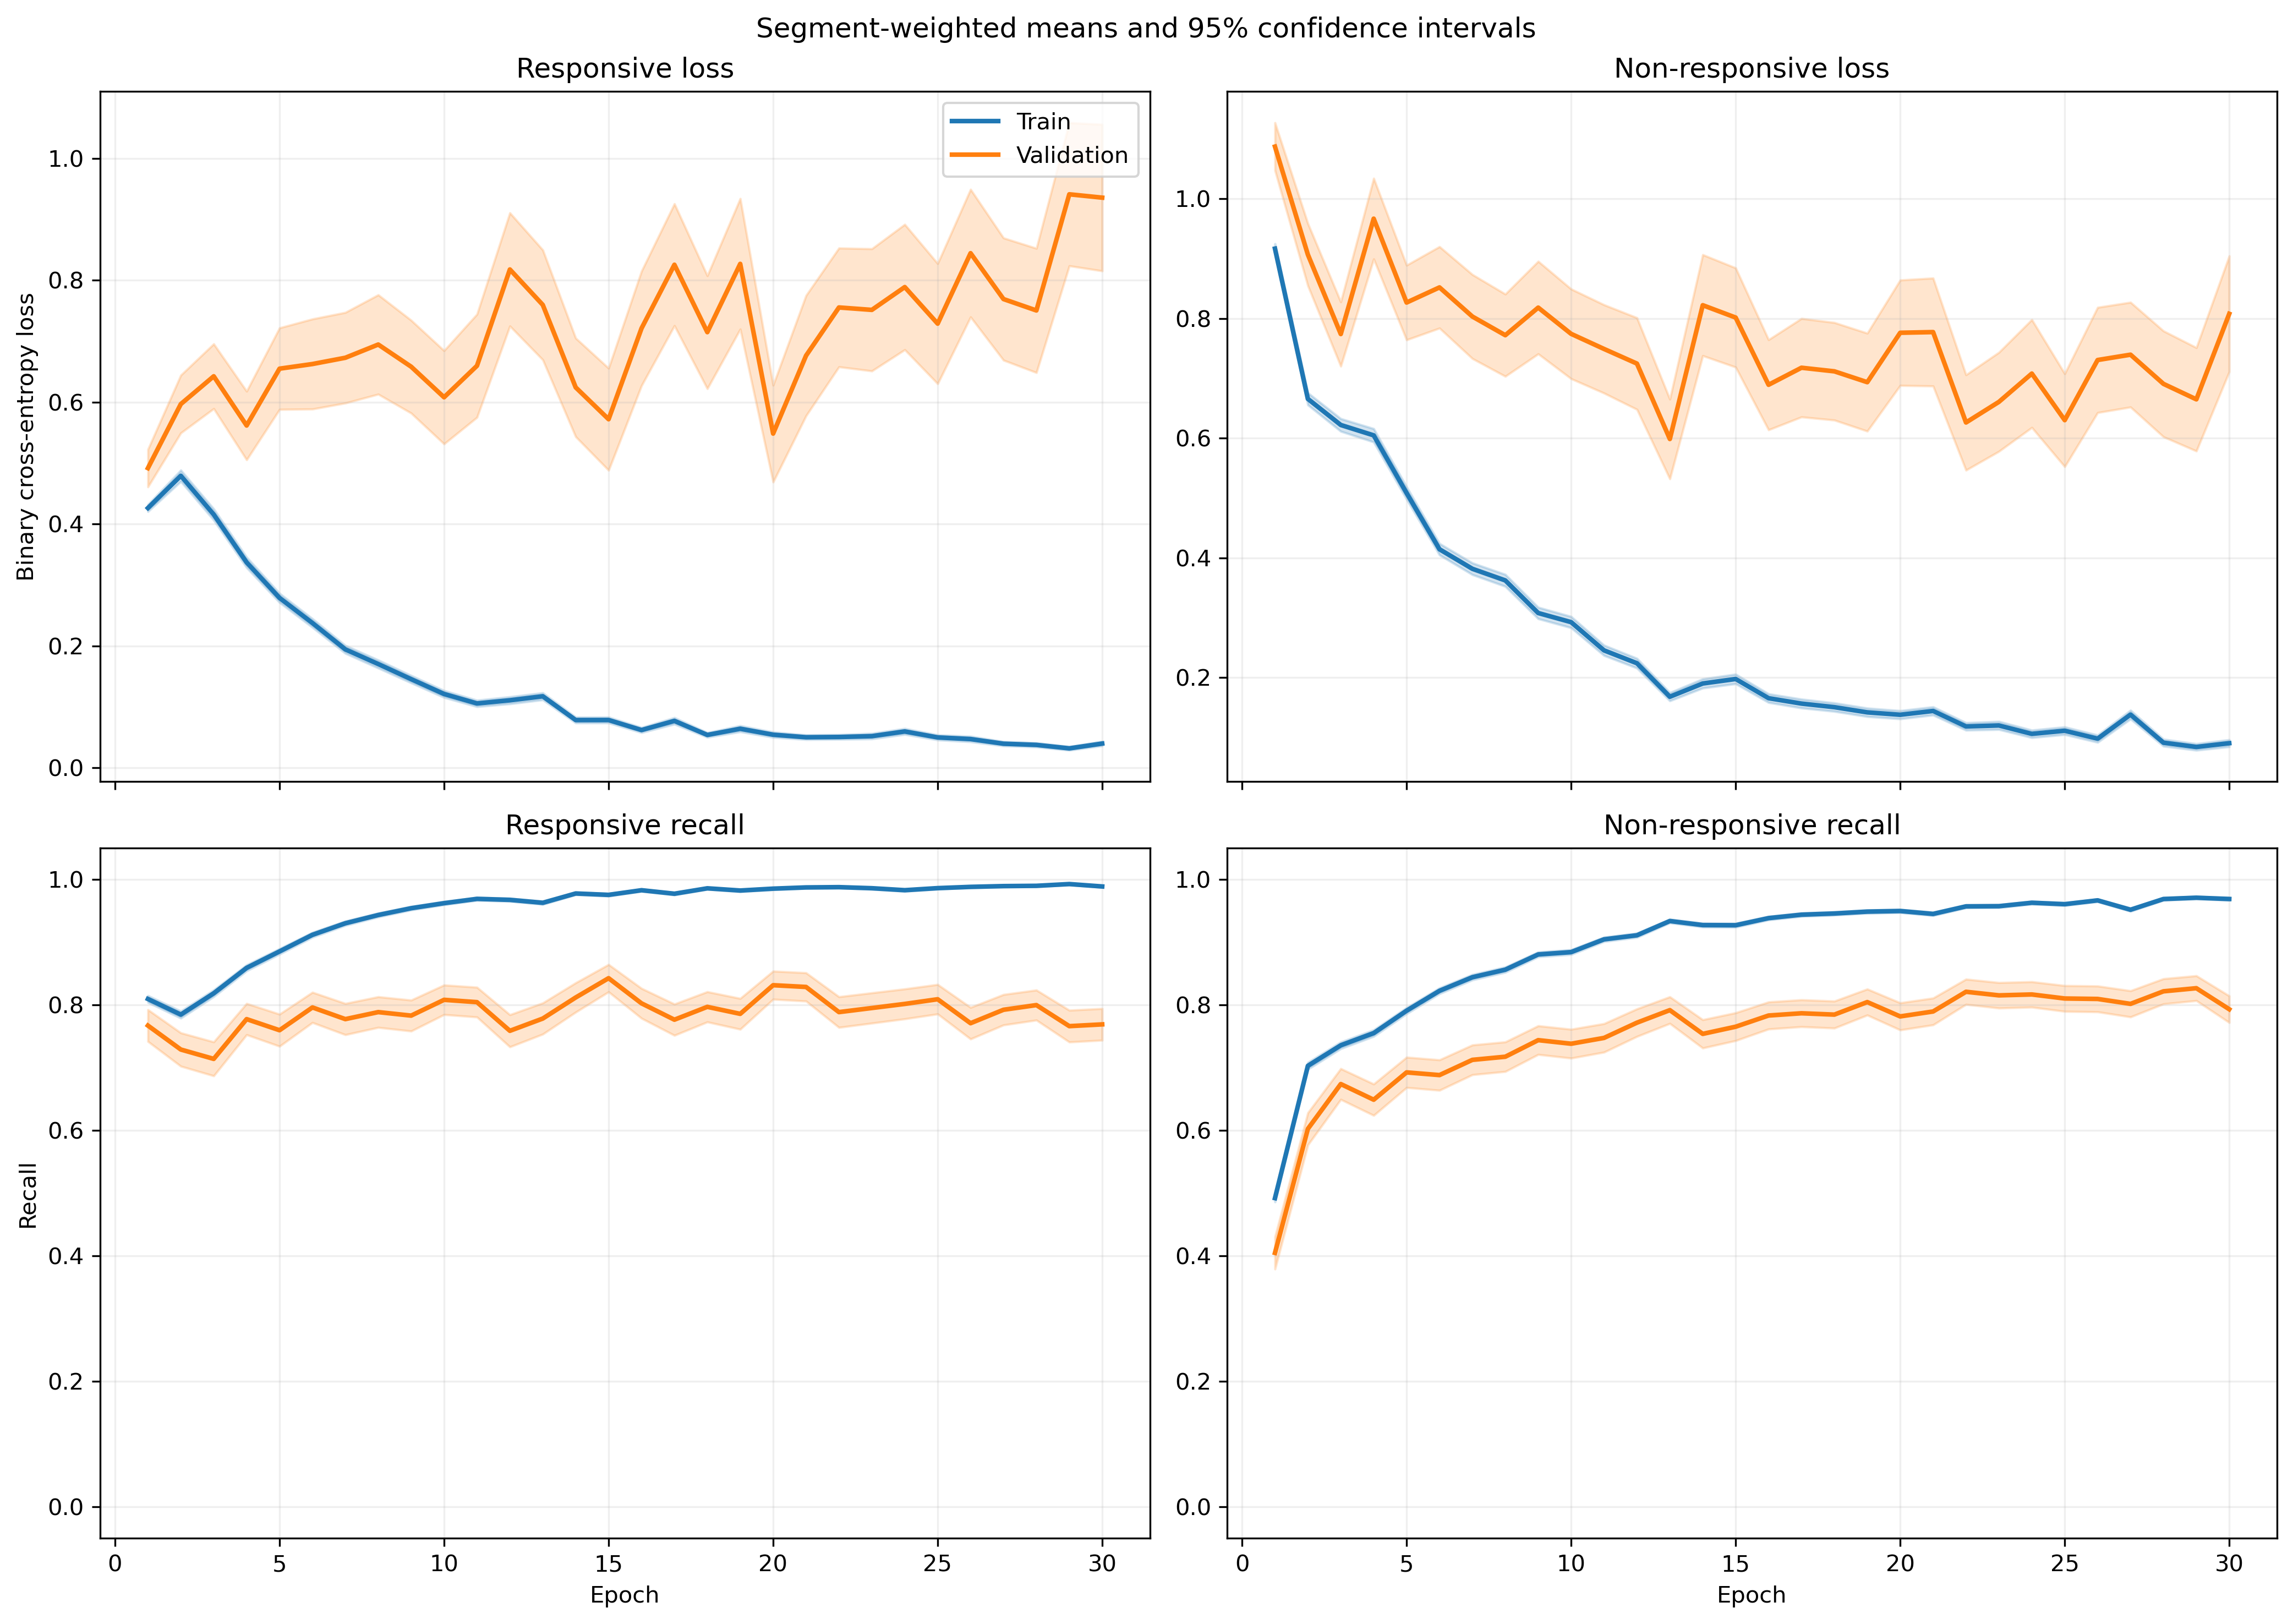 Segment-weighted means and 95% confidence intervals
Responsive loss
Non-responsive loss
Train
Validation
Binary cross-entropy loss
1.0
0.8
0.6
0.4
0.2
0.0
1.0
0.8
0.6
0.4
0.2
Responsive recall
Non-responsive recall
Recall
1.0
0.8
0.6
0.4
0.2
0.0
1.0
0.8
0.6
0.4
0.2
0.0
0 5 10 15 20 25 30
0 5 10 15 20 25 30
Epoch
Epoch